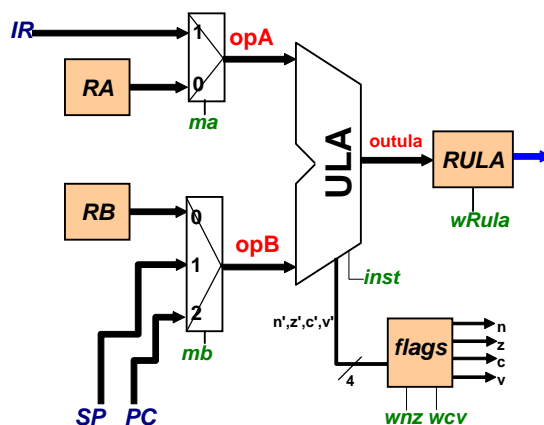 IR
1
opA
RA
0
ma
ULA
outula
RULA
wRula
RB
0
opB
1
inst
2
n',z',c',v'
mb
flags
n
z
c
v
4
SP
PC
wnz
wcv